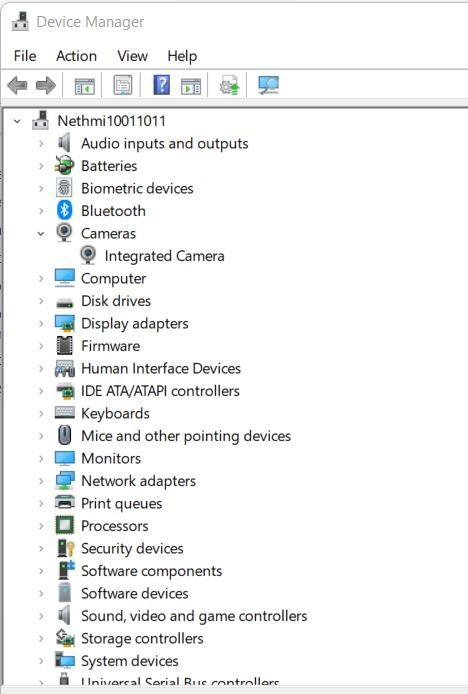 Device Manager
File Action View Help
Nethmi10011011
Audio inputs and outputs
Batteries
Biometric devices
Bluetooth
Cameras
Integrated Camera
Computer
Disk drives
Display adapters
Firmware
Human Interface Devices
IDE ATA/ATAPI controllers
Keyboards
Mice and other pointing devices
Monitors
Network adapters
Print queues
Processors
Security devices
Software components
Software devices
Sound, video and game controllers
Storage controllers
System devices
Universal Serial Bus controllers